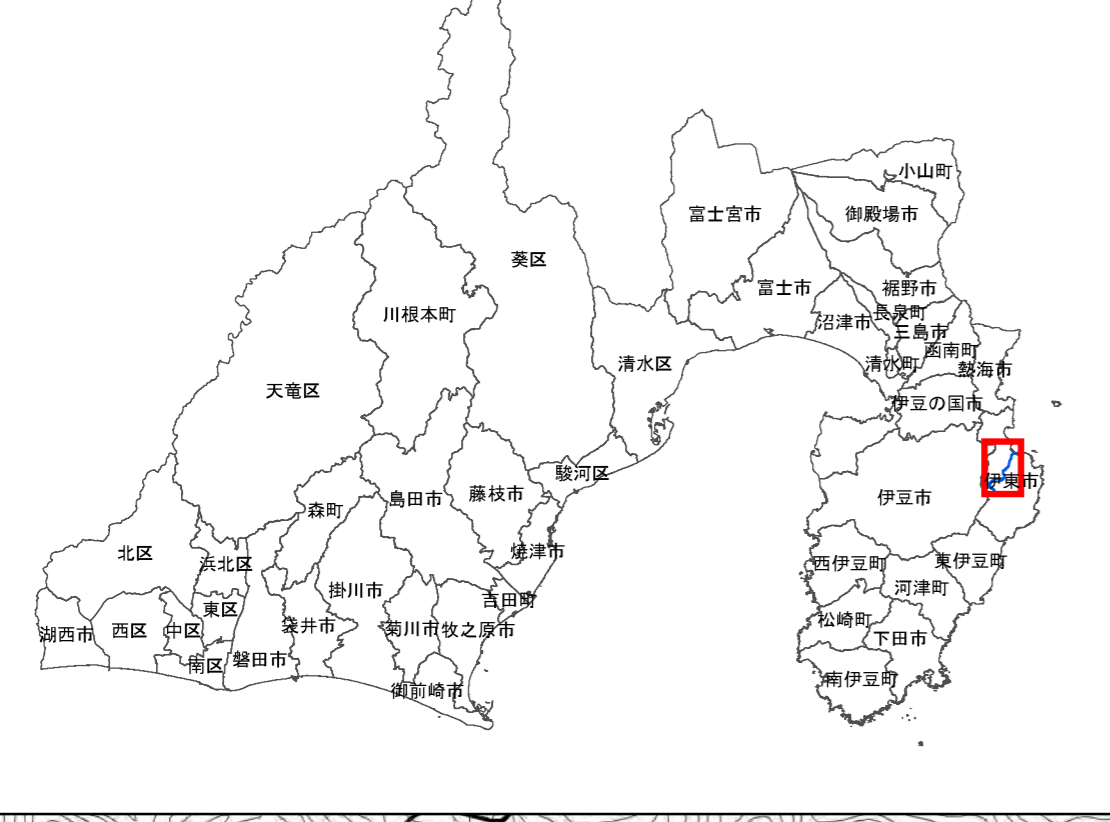 小山町
富士宮市
御殿場市
葵区
富士市
裾野市
川根本町
長泉町
沼津市
三島市
函南町
清水区
清水町
熱海市
天竜区
伊豆の国市
駿河区
伊東市
藤枝市
島田市
伊豆市
森町
焼津市
北区
浜北区
西伊豆町
東伊豆町
掛川市
河津町
吉田町
東区
松崎町
袋井市
湖西市
西区
中区
菊川市
牧之原市
下田市
磐田市
南区
南伊豆町
御前崎市